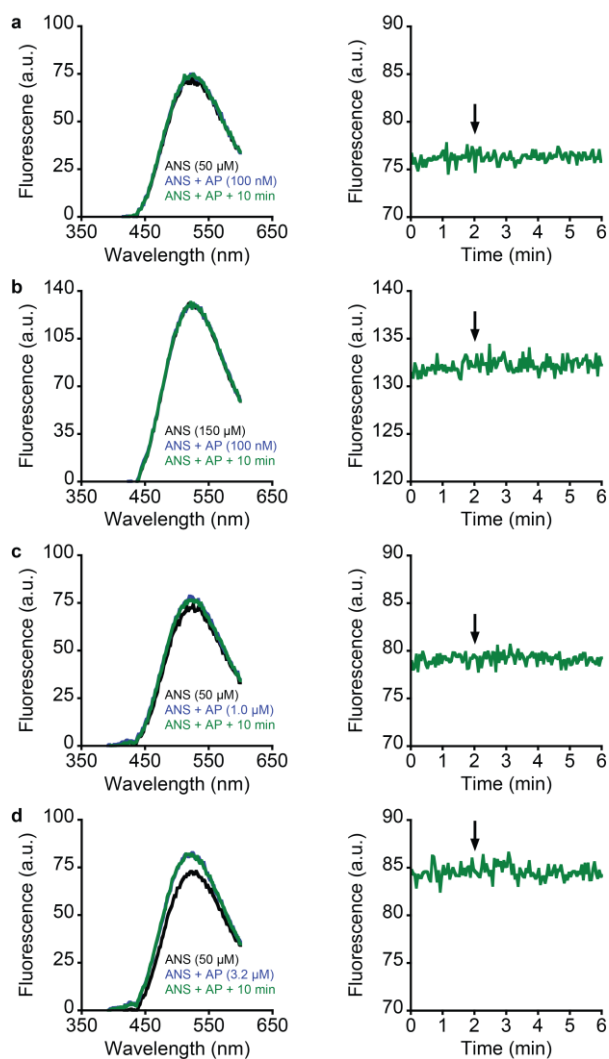 a
Fluorescene (a.u.)
100
75
50
25
0
ANS (50 µM)
ANS + AP (100 nM)
ANS + AP + 10 min
350 450 550 650
Wavelength (nm)
Fluorescence (a.u.)
90
85
80
75
70
0 1 2 3 4 5 6
Time (min)
b
Fluorescence (a.u.)
140
105
70
35
0
ANS (150 µM)
ANS + AP (100 nM)
ANS + AP + 10 min
350 450 550 650
Wavelength (nm)
Fluorescence (a.u.)
140
133
130
120
0 1 2 3 4 5 6
Time (min)
c
Fluorescence (a.u.)
100
75
50
25
0
ANS (50 µM)
ANS + AP (1.0 µM)
ANS + AP + 10 min
350 450 550 650
Wavelength (nm)
Fluorescence (a.u.)
90
85
80
75
70
0 1 2 3 4 5 6
Time (min)
d
Fluorescence (a.u.)
100
75
50
25
0
ANS (50 µM)
ANS + AP (3.2 µM)
ANS + AP + 10 min
350 450 550 650
Wavelength (nm)
Fluorescence (a.u.)
90
85
80
75
70
0 1 2 3 4 5 6
Time (min)